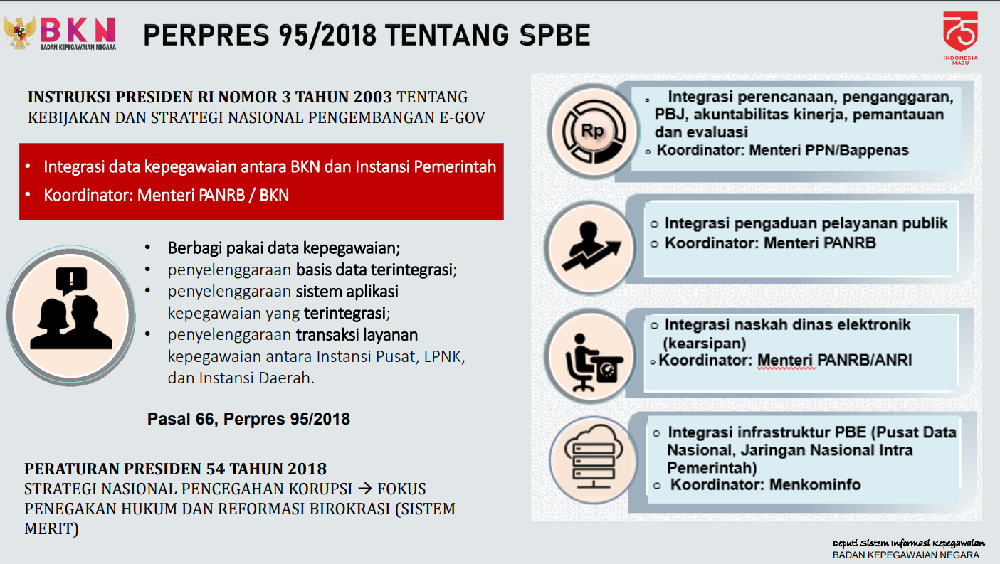 BKN
BADAN KEPEGAWAIAN NEGARA
PERPRES 95/2018 TENTANG SPBE
75
INDONESIA
MAJU
INSTRUKSI PRESIDEN RI NOMOR 3 TAHUN 2003 TENTANG
KEBIJAKAN DAN STRATEGI NASIONAL PENGEMBANGAN E-GOV
• Integrasi data kepegawaian antara BKN dan Instansi Pemerintah
• Koordinator: Menteri PANRB / BKN
!
• Berbagi pakai data kepegawaian;
• penyelenggaraan basis data terintegrasi;
• penyelenggaraan sistem aplikasi
kepegawaian yang terintegrasi;
• penyelenggaraan transaksi layanan
kepegawaian antara Instansi Pusat, LPNK,
dan Instansi Daerah.
Pasal 66, Perpres 95/2018
PERATURAN PRESIDEN 54 TAHUN 2018
STRATEGI NASIONAL PENCEGAHAN KORUPSI → FOKUS
PENEGAKAN HUKUM DAN REFORMASI BIROKRASI (SISTEM
MERIT)
Rp
o Integrasi perencanaan, penganggaran,
PBJ, akuntabilitas kinerja, pemantauan
dan evaluasi
o Koordinator: Menteri PPN/Bappenas
o Integrasi pengaduan pelayanan publik
o Koordinator: Menteri PANRB
o Integrasi naskah dinas elektronik
(kearsipan)
o Koordinator: Menteri PANRB/ANRI
o Integrasi infrastruktur PBE (Pusat Data
Nasional, Jaringan Nasional Intra
Pemerintah)
o Koordinator: Menkominfo
Deputi Sistem Informasi Kepegawaian
BADAN KEPEGAWAIAN NEGARA